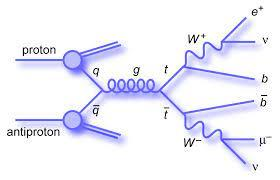 e⁺
W⁺
ν
proton
q
g
t
b
q̄
t̄
b̄
antiproton
W⁻
μ⁻
ν